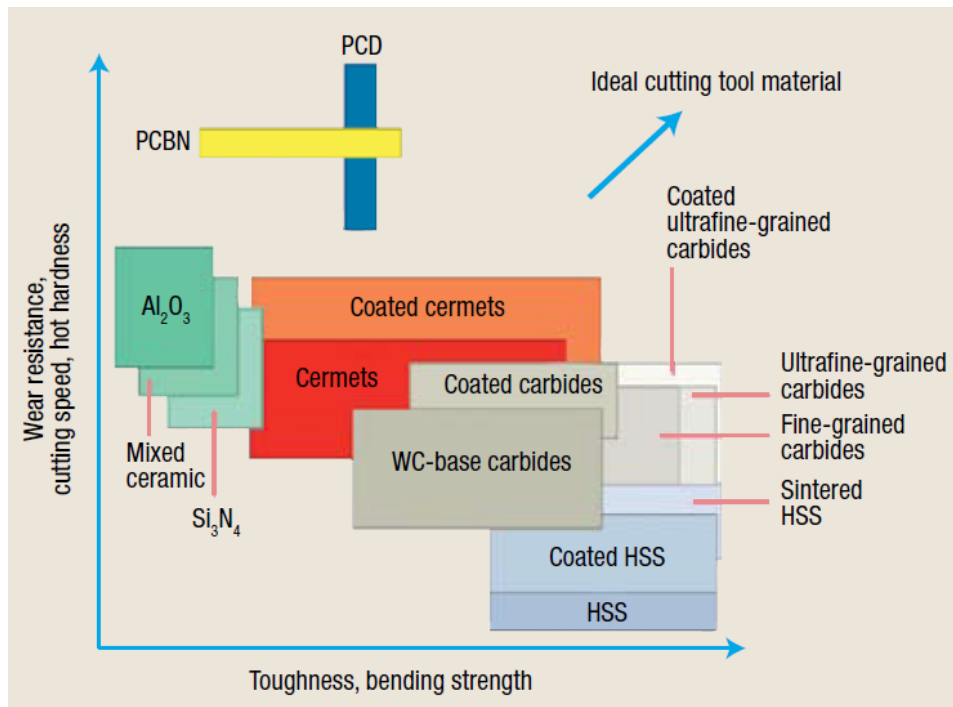 PCD
Ideal cutting tool material
PCBN
Coated
ultrafine-grained
carbides
Wear resistance,
cutting speed, hot hardness
Al₂O₃
Coated cermets
Cermets
Coated carbides
Ultrafine-grained
carbides
Fine-grained
carbides
WC-base carbides
Mixed
ceramic
Si₃N₄
Sintered
HSS
Coated HSS
HSS
Toughness, bending strength